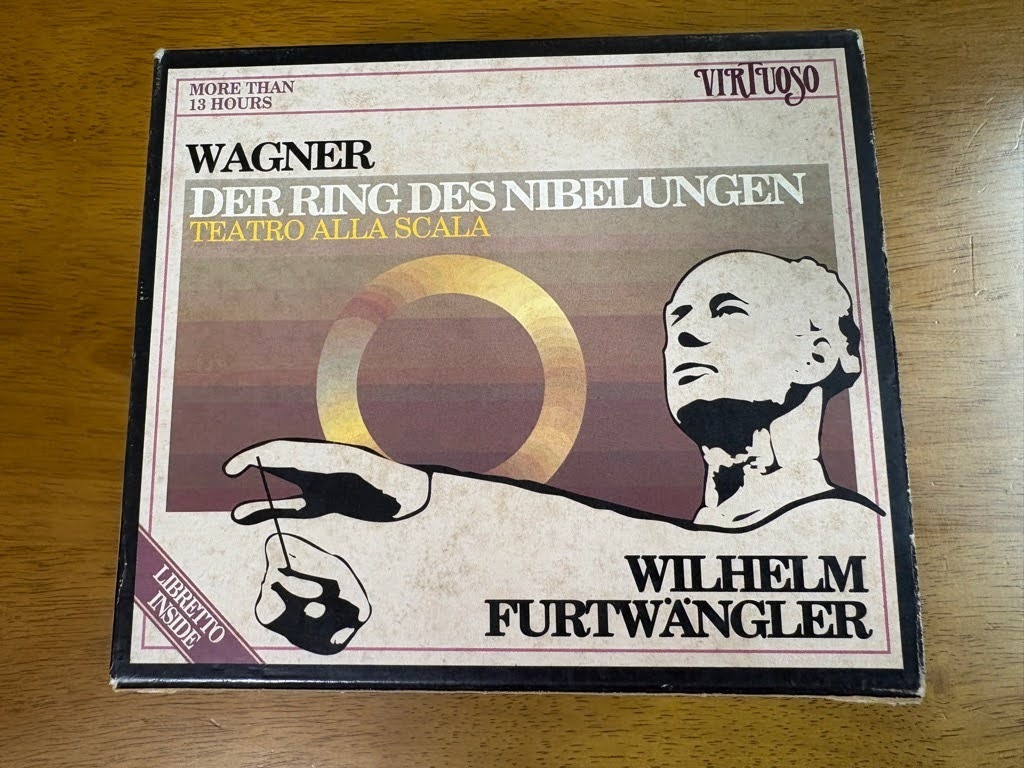 MORE THAN
13 HOURS
VIRTUOSO
WAGNER
DER RING DES NIBELUNGEN
TEATRO ALLA SCALA
WILHELM
FURTWÄNGLER
LIBRETTO
INSIDE